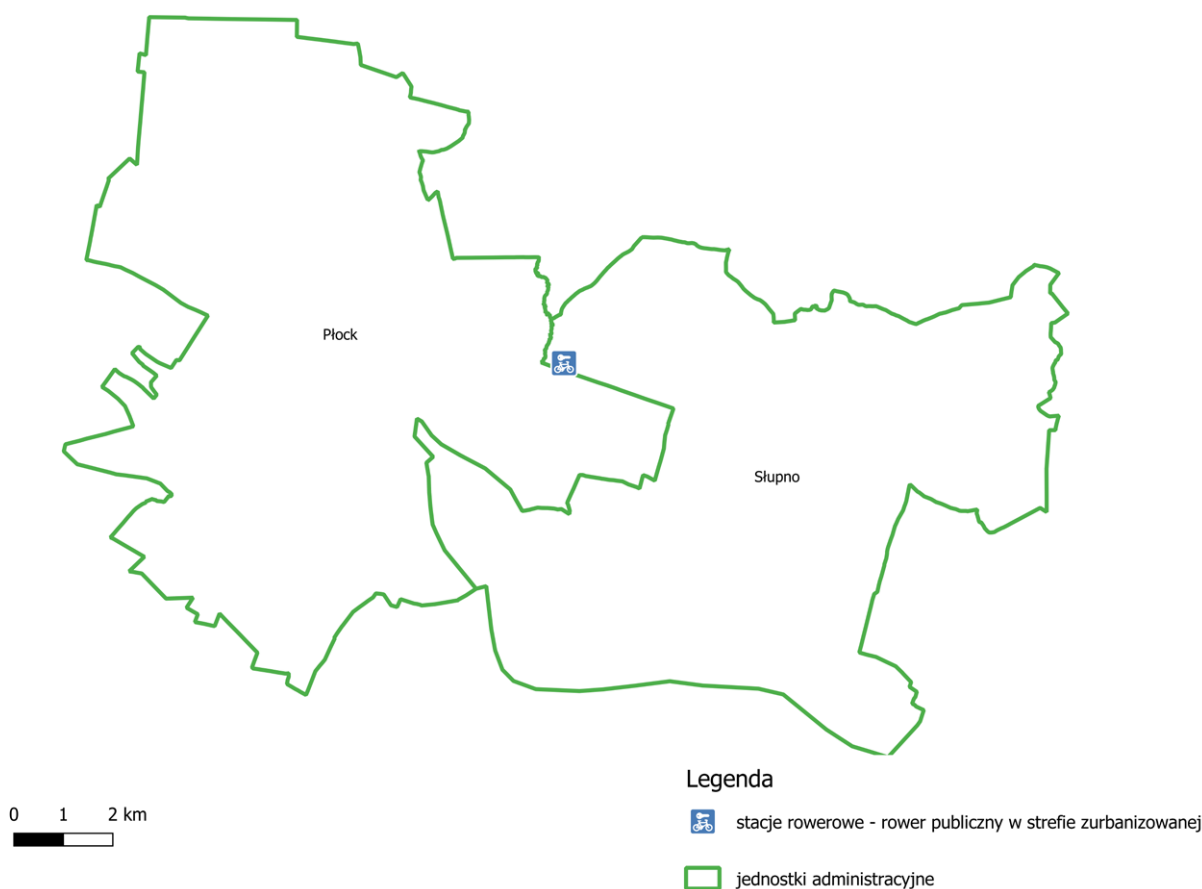 Płock
Słupno
0 1 2 km
Legenda
stacje rowerowe - rower publiczny w strefie zurbanizowanej
jednostki administracyjne